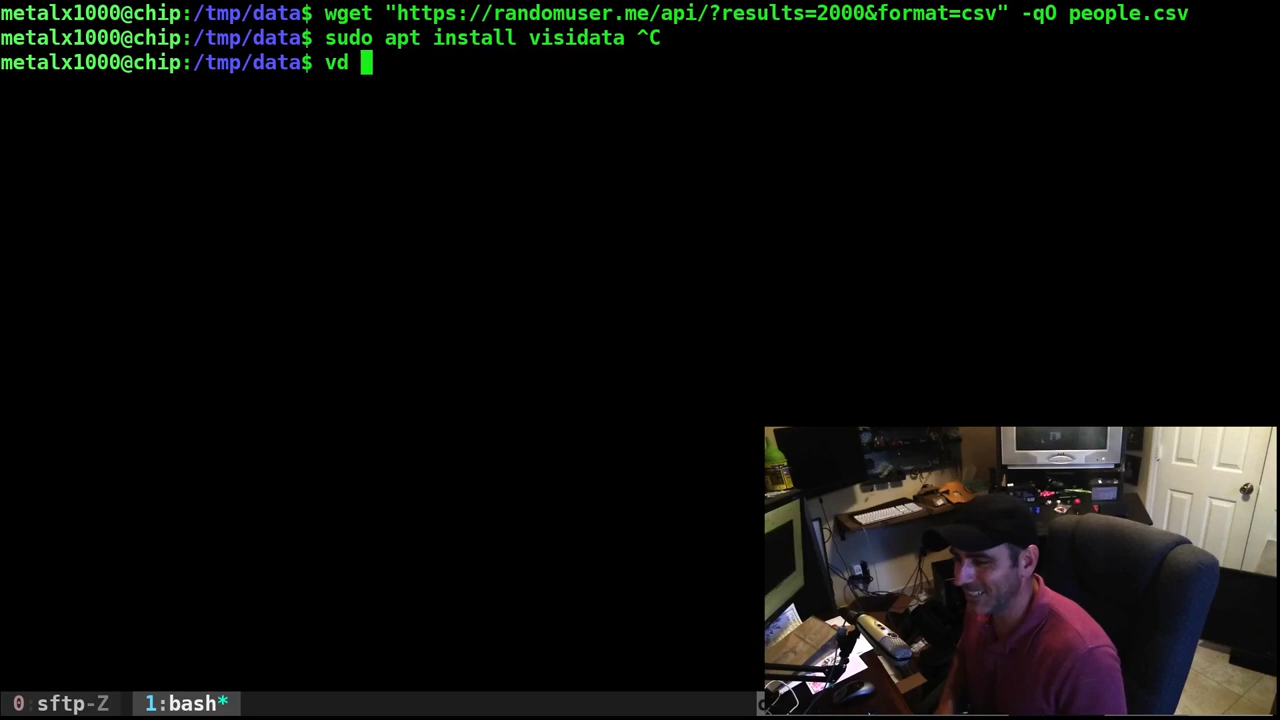 metalx1000@chip:/tmp/data$ wget "https://randomuser.me/api/?results=2000&format=csv" -qO people.csv
metalx1000@chip:/tmp/data$ sudo apt install visidata ^C
metalx1000@chip:/tmp/data$ vd
0:sftp-Z 1:bash*